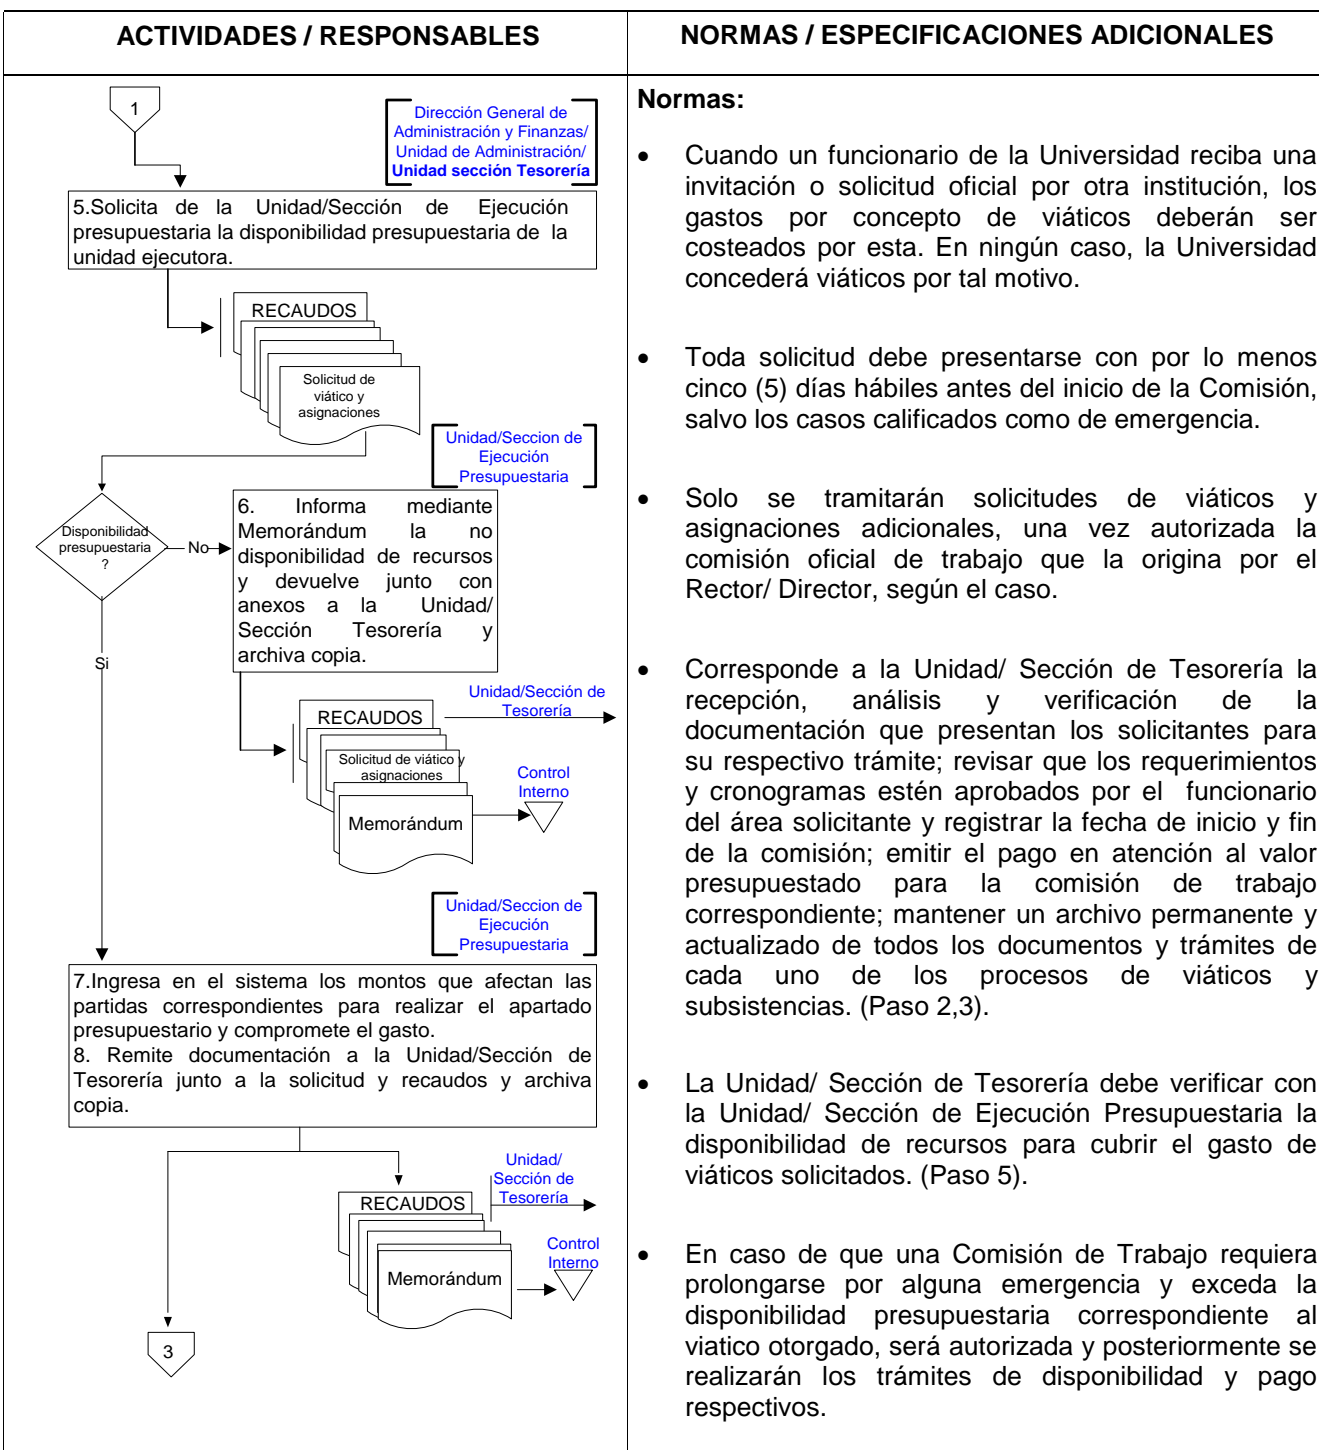 ACTIVIDADES / RESPONSABLES
NORMAS / ESPECIFICACIONES ADICIONALES
1
Dirección General de
Administración y Finanzas/
Unidad de Administración/
Unidad sección Tesorería
5.Solicita de la Unidad/Sección de Ejecución
presupuestaria la disponibilidad presupuestaria de la
unidad ejecutora.
RECAUDOS
Solicitud de
viático y
asignaciones
Unidad/Seccion de
Ejecución
Presupuestaria
Disponibilidad
presupuestaria
?
No
Si
6. Informa mediante
Memorándum la no
disponibilidad de recursos
y devuelve junto con
anexos a la Unidad/
Sección Tesorería y
archiva copia.
Unidad/Sección de
Tesorería
RECAUDOS
Solicitud de viático y
asignaciones
Memorándum
Control
Interno
Unidad/Seccion de
Ejecución
Presupuestaria
7.Ingresa en el sistema los montos que afectan las
partidas correspondientes para realizar el apartado
presupuestario y compromete el gasto.
8. Remite documentación a la Unidad/Sección de
Tesorería junto a la solicitud y recaudos y archiva
copia.
Unidad/
Sección de
Tesorería
RECAUDOS
Memorándum
Control
Interno
3
Normas:
• Cuando un funcionario de la Universidad reciba una
invitación o solicitud oficial por otra institución, los
gastos por concepto de viáticos deberán ser
costeados por esta. En ningún caso, la Universidad
concederá viáticos por tal motivo.
• Toda solicitud debe presentarse con por lo menos
cinco (5) días hábiles antes del inicio de la Comisión,
salvo los casos calificados como de emergencia.
• Solo se tramitarán solicitudes de viáticos y
asignaciones adicionales, una vez autorizada la
comisión oficial de trabajo que la origina por el
Rector/ Director, según el caso.
• Corresponde a la Unidad/ Sección de Tesorería la
recepción, análisis y verificación de la
documentación que presentan los solicitantes para
su respectivo trámite; revisar que los requerimientos
y cronogramas estén aprobados por el funcionario
del área solicitante y registrar la fecha de inicio y fin
de la comisión; emitir el pago en atención al valor
presupuestado para la comisión de trabajo
correspondiente; mantener un archivo permanente y
actualizado de todos los documentos y trámites de
cada uno de los procesos de viáticos y
subsistencias. (Paso 2,3).
• La Unidad/ Sección de Tesorería debe verificar con
la Unidad/ Sección de Ejecución Presupuestaria la
disponibilidad de recursos para cubrir el gasto de
viáticos solicitados. (Paso 5).
• En caso de que una Comisión de Trabajo requiera
prolongarse por alguna emergencia y exceda la
disponibilidad presupuestaria correspondiente al
viatico otorgado, será autorizada y posteriormente se
realizarán los trámites de disponibilidad y pago
respectivos.